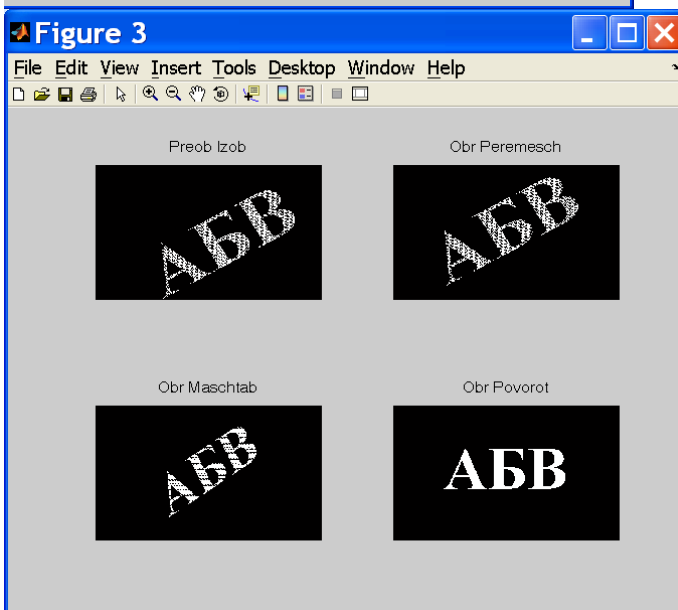 Figure 3
File Edit View Insert Tools Desktop Window Help
Preob Izob
Obr Peremesch
АБВ
АБВ
Obr Maschtab
Obr Povorot
АБВ
АБВ